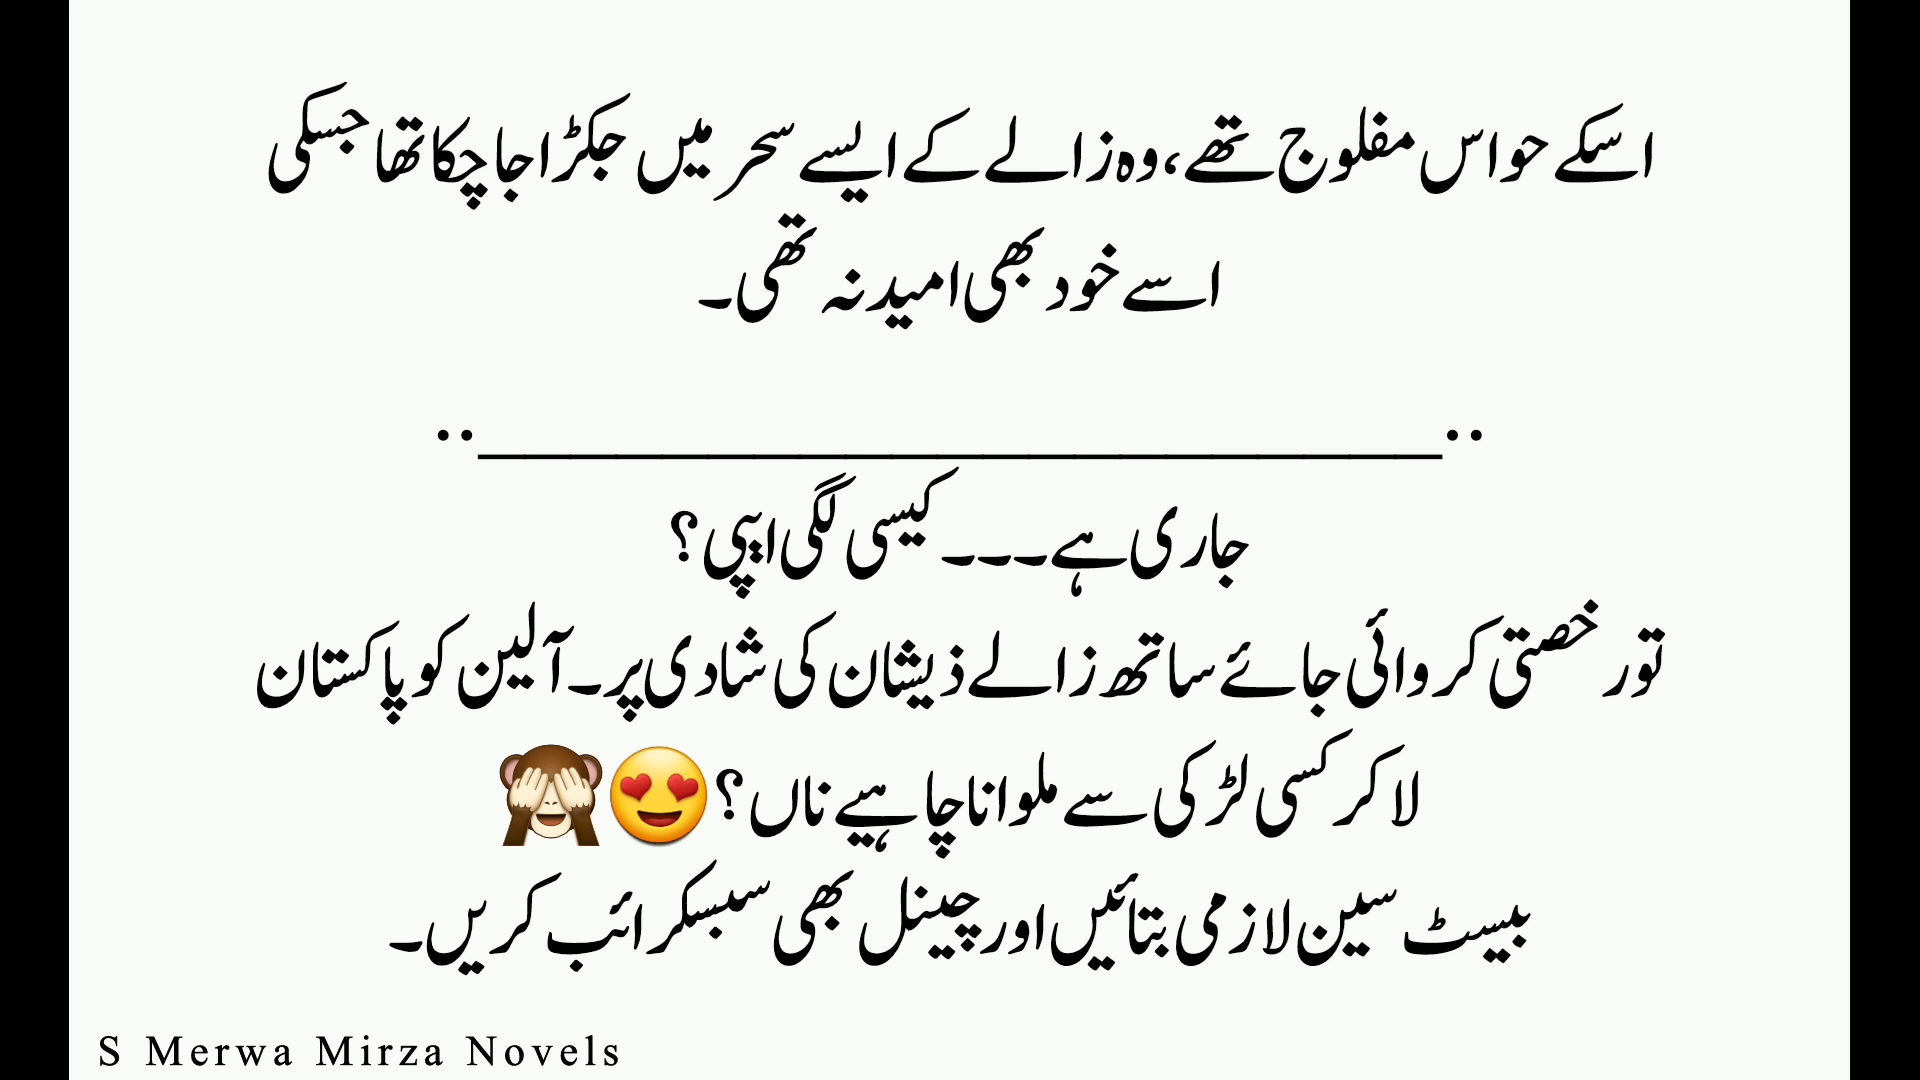 اسکے حواس مفلوج تھے، وہ زالے کے ایسے سحر میں جکڑا جا چکا تھا جسکی
اسے خود بھی امید نہ تھی۔
..______________________..
جاری ہے۔۔۔ کیسی لگی ایپی؟
تو رخصتی کروائی جائے ساتھ زالے ذیشان کی شادی پر۔ آلین کو پاکستان
لا کر کسی لڑکی سے ملوانا چاہیے ناں؟😍🙈
بیسٹ سین لازمی بتائیں اور چینل بھی سبسکرائب کریں۔
S Merwa Mirza Novels